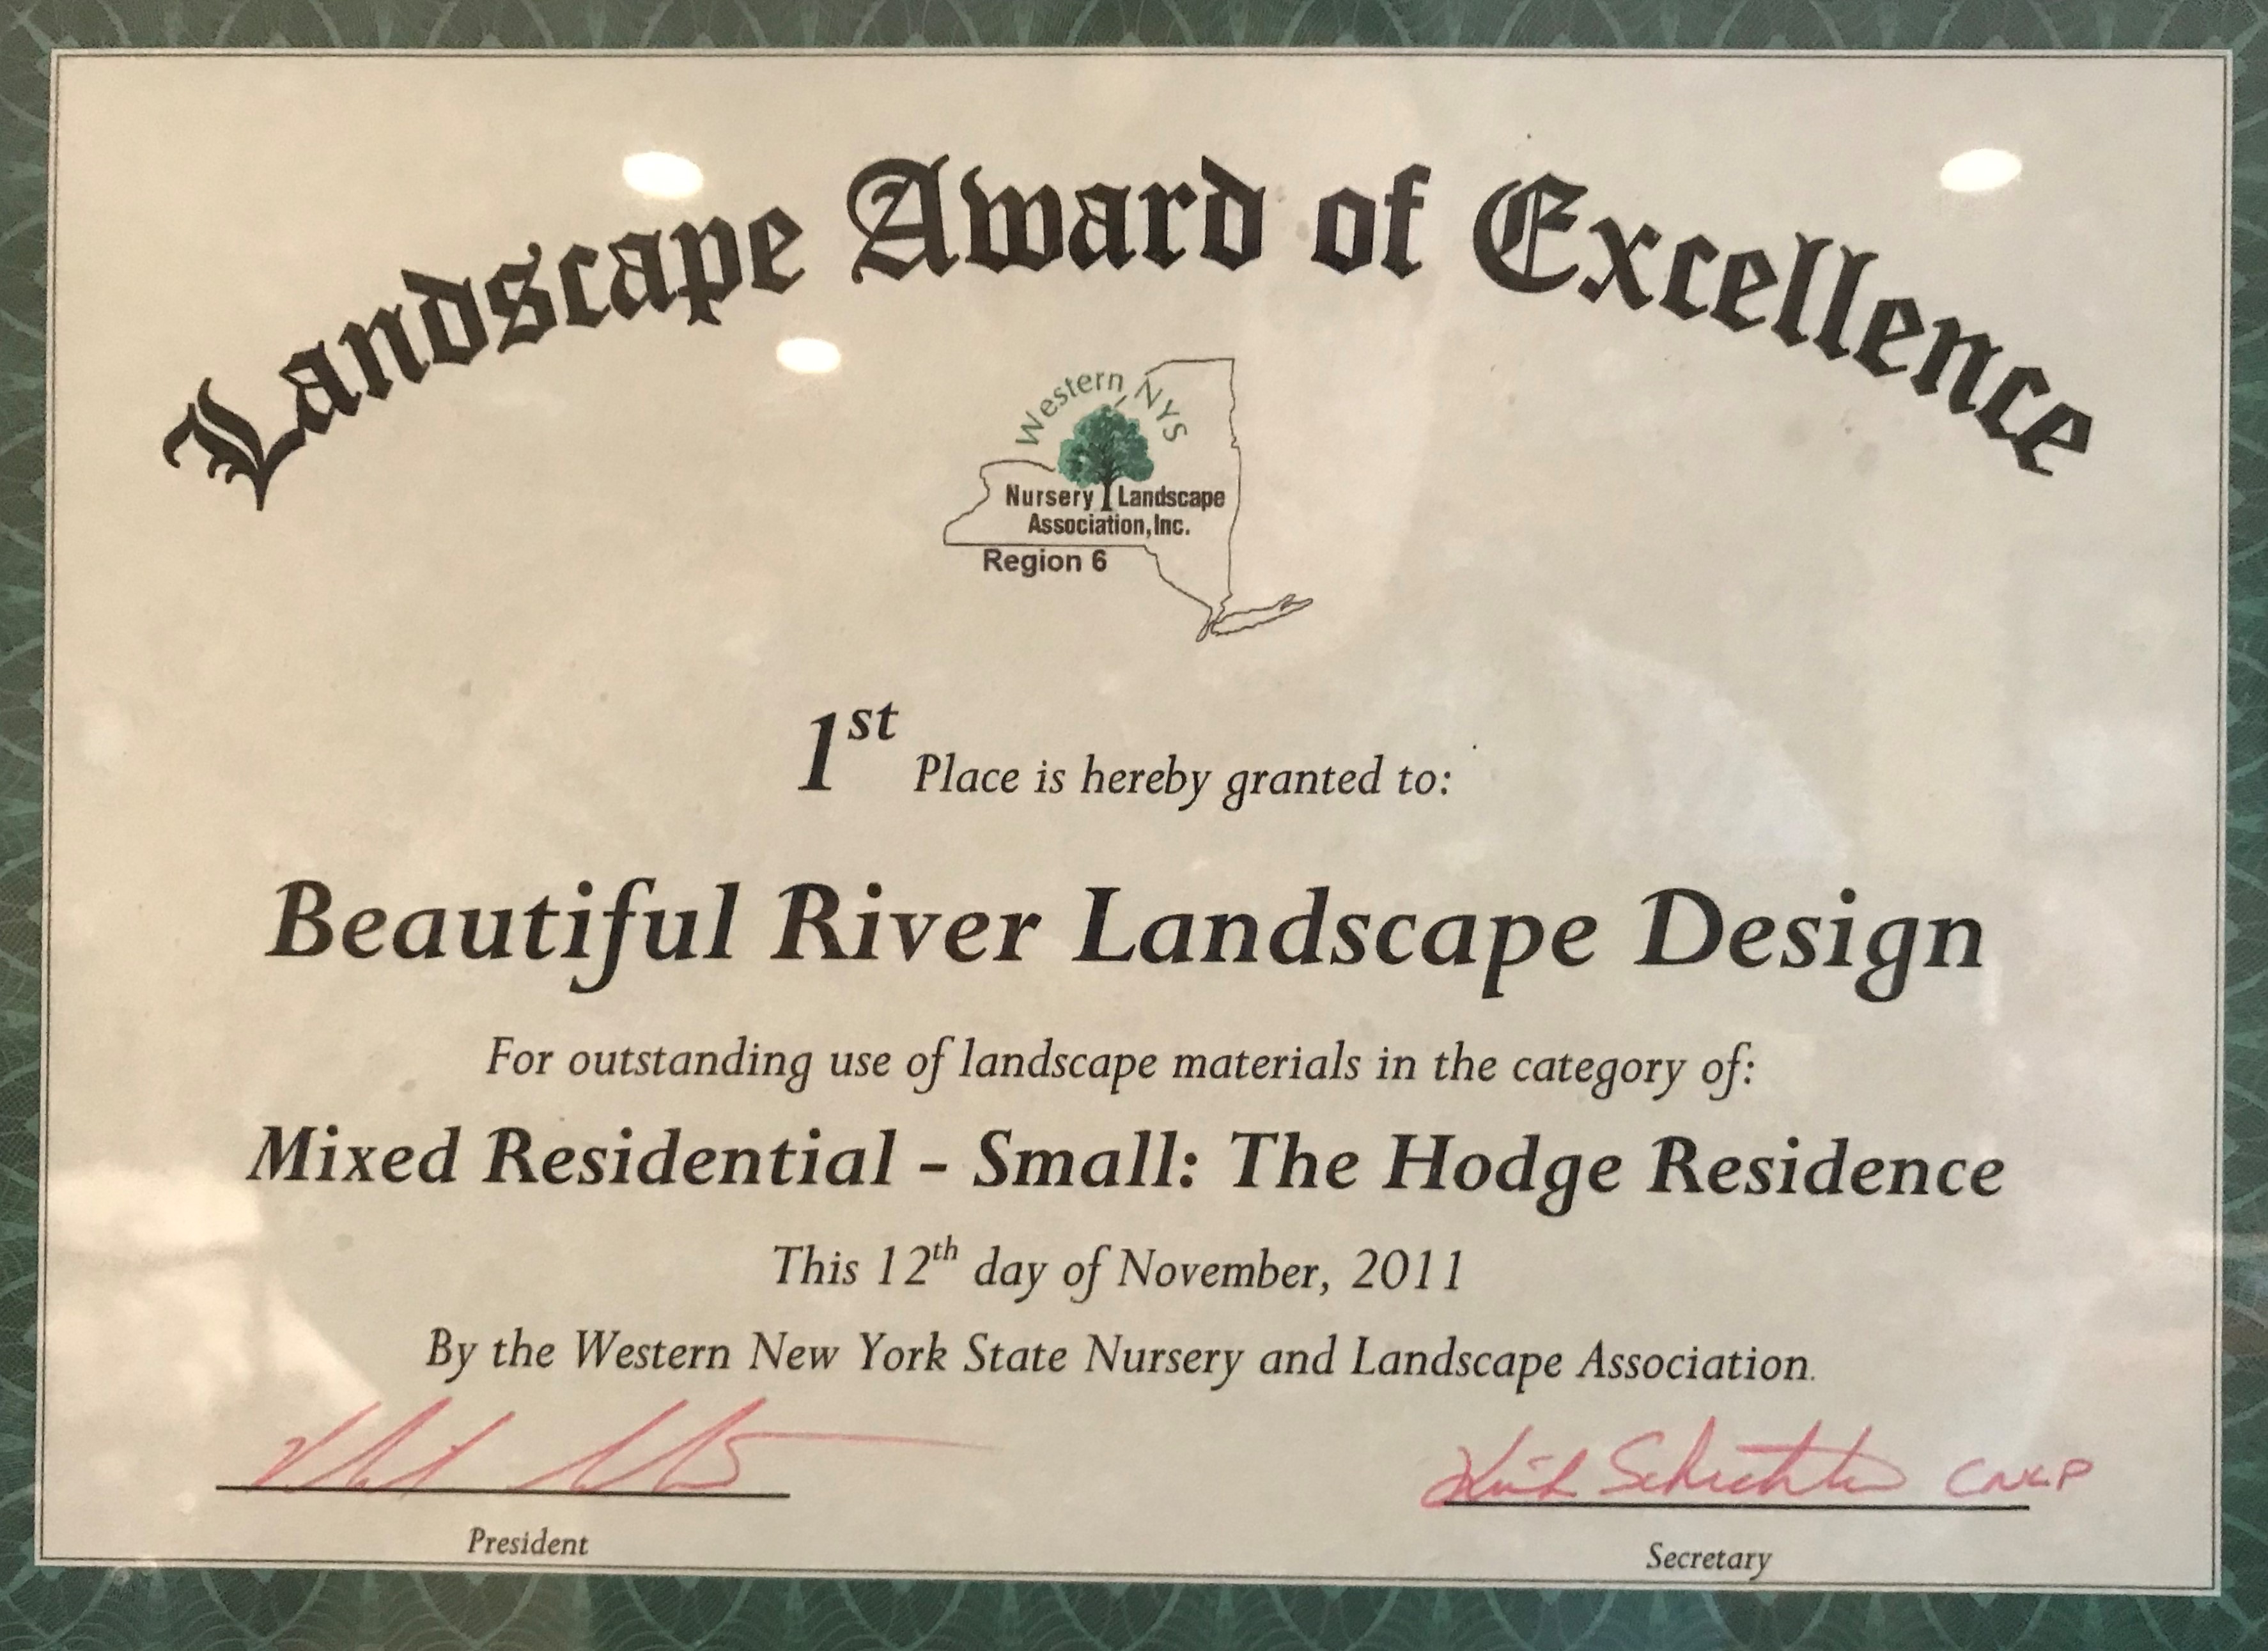 Landscape Award of Excellence
Western NYS
Nursery Landscape
Association, Inc.
Region 6
1st Place is hereby granted to:
Beautiful River Landscape Design
For outstanding use of landscape materials in the category of:
Mixed Residential - Small: The Hodge Residence
This 12th day of November, 2011
By the Western New York State Nursery and Landscape Association.
CNLP
President
Secretary